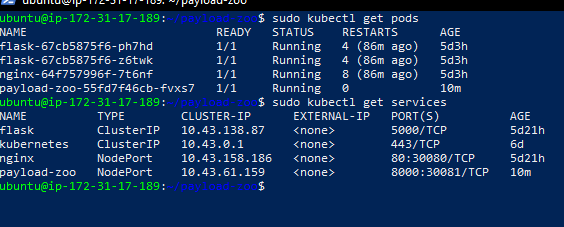 ubuntu@ip-172-31-17-189: ~/payload-zoo
ubuntu@ip-172-31-17-189:~/payload-zoo$ sudo kubectl get pods
NAME READY STATUS RESTARTS AGE
flask-67cb5875f6-ph7hd 1/1 Running 4 (86m ago) 5d3h
flask-67cb5875f6-z6twk 1/1 Running 4 (86m ago) 5d3h
nginx-64f757996f-7t6nf 1/1 Running 8 (86m ago) 5d3h
payload-zoo-55fd7f46cb-fvxs7 1/1 Running 0 10m
ubuntu@ip-172-31-17-189:~/payload-zoo$ sudo kubectl get services
NAME TYPE CLUSTER-IP EXTERNAL-IP PORT(S) AGE
flask ClusterIP 10.43.138.87 <none> 5000/TCP 5d21h
kubernetes ClusterIP 10.43.0.1 <none> 443/TCP 6d
nginx NodePort 10.43.158.186 <none> 80:30080/TCP 5d21h
payload-zoo NodePort 10.43.61.159 <none> 8000:30081/TCP 10m
ubuntu@ip-172-31-17-189:~/payload-zoo$